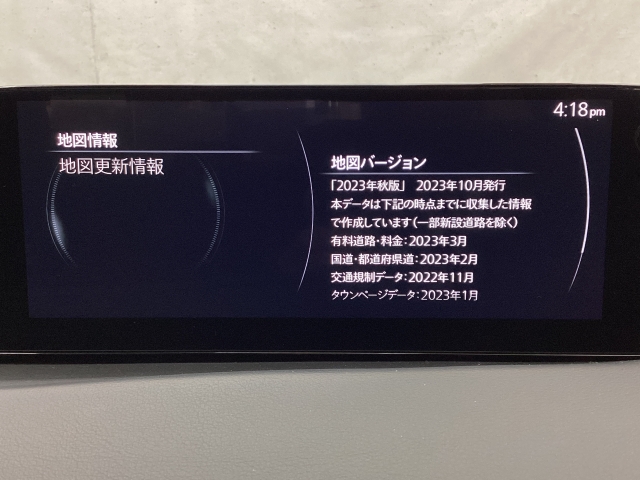 4:18pm
地図情報
地図更新情報
地図バージョン
「2023年秋版」 2023年10月発行
本データは下記の時点までに収集した情報
で作成しています(一部新設道路を除く)
有料道路・料金:2023年3月
国道・都道府県道:2023年2月
交通規制データ:2022年11月
タウンページデータ:2023年1月